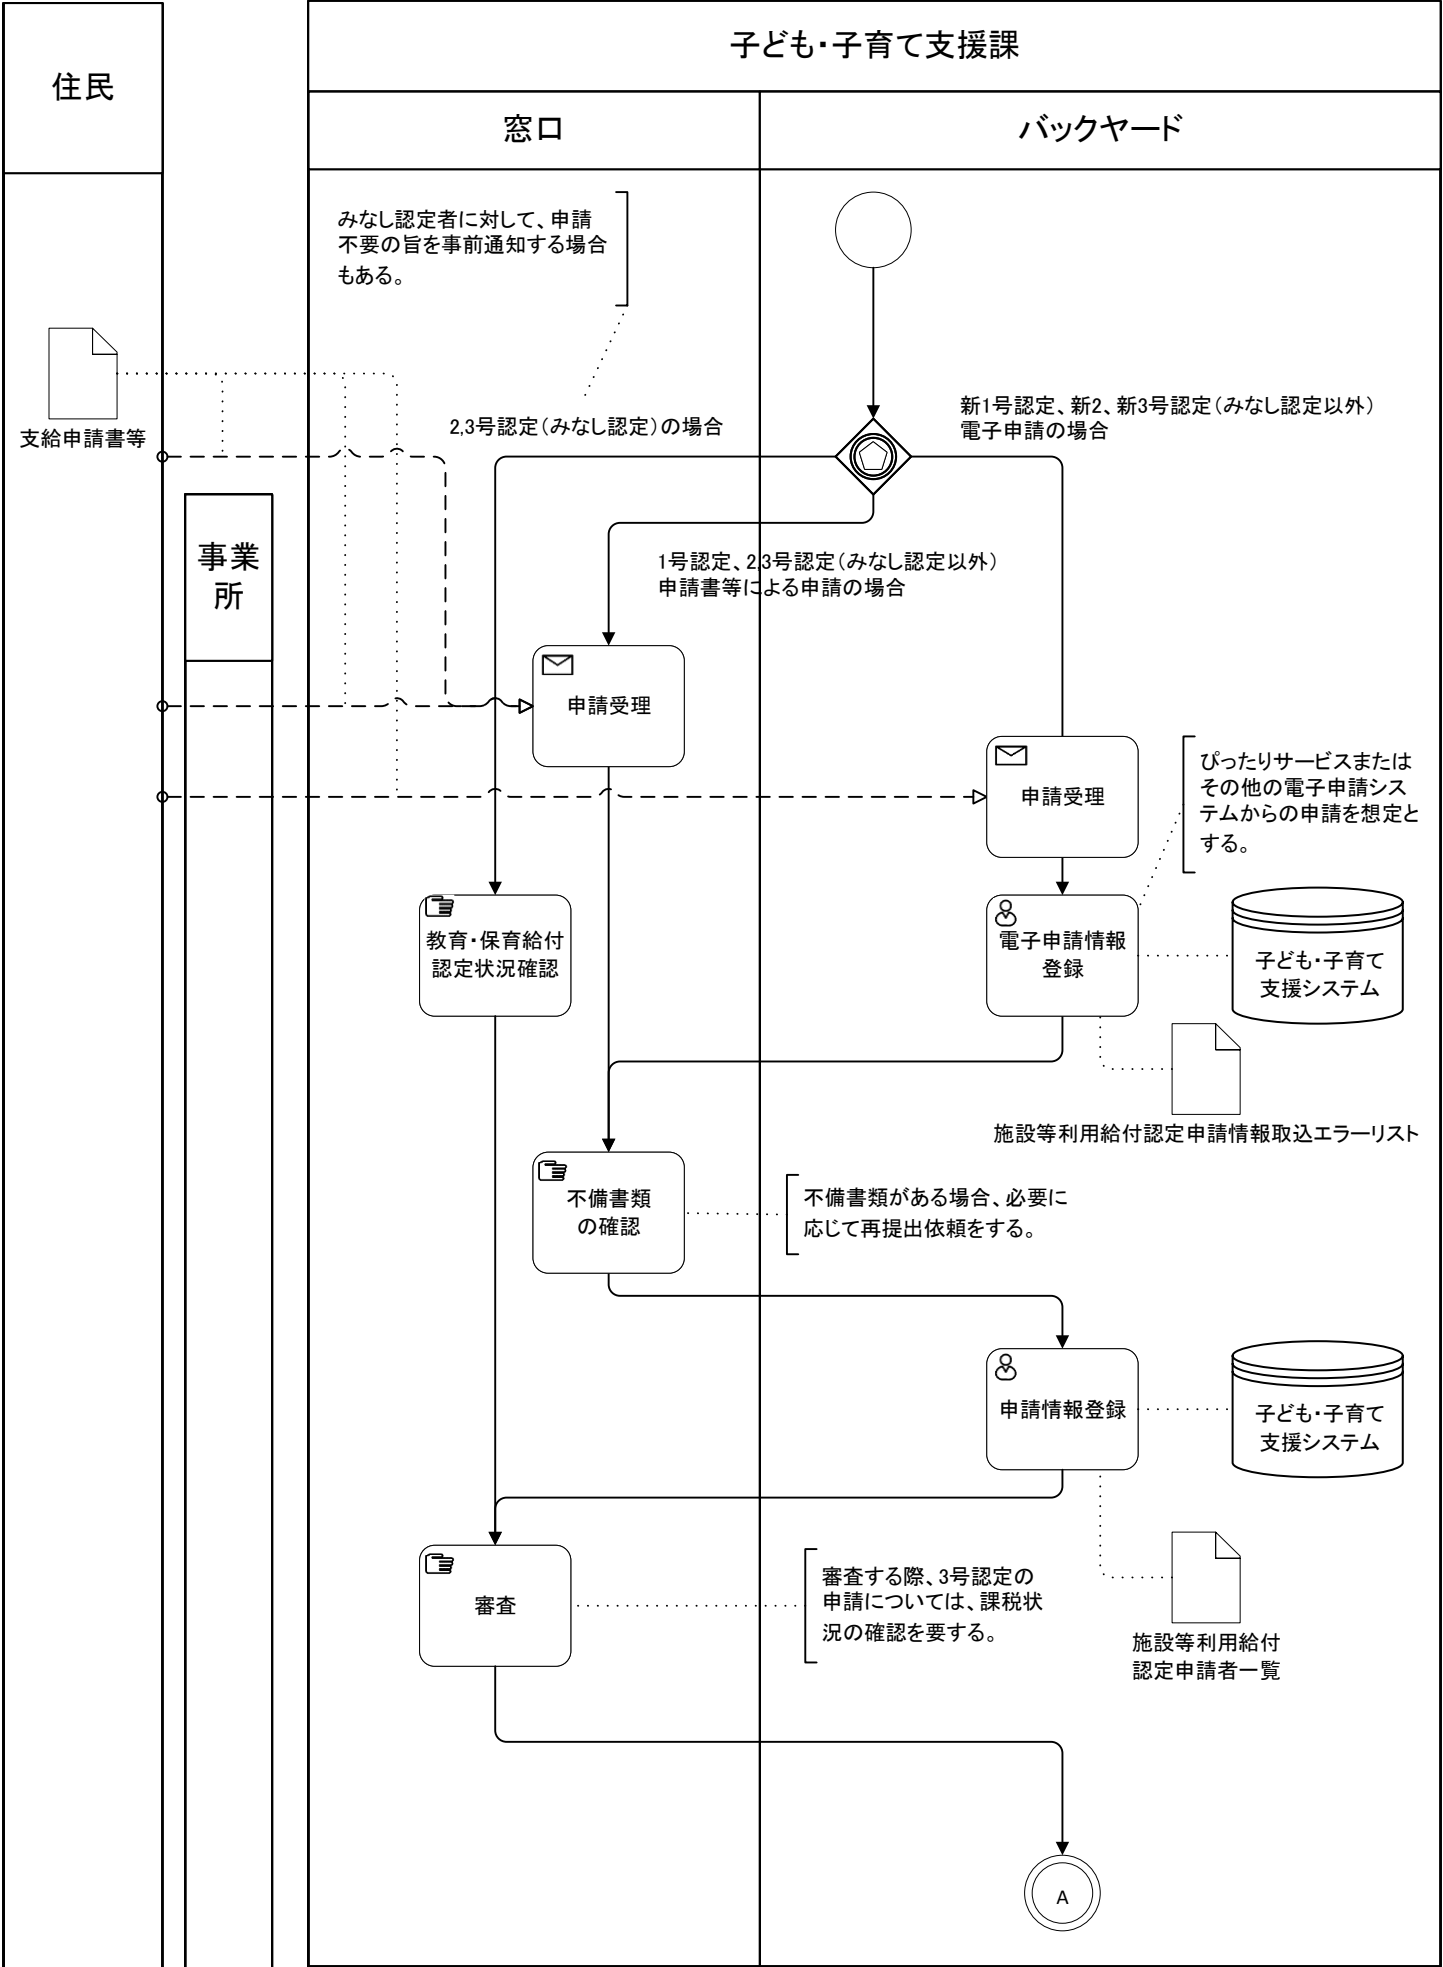 子ども・子育て支援課
住民
窓口
バックヤード
みなし認定者に対して、申請
不要の旨を事前通知する場合
もある。
支給申請書等
2,3号認定（みなし認定）の場合
新1号認定、新2、新3号認定（みなし認定以外）
電子申請の場合
事業
所
1号認定、2,3号認定（みなし認定以外）
申請書等による申請の場合
申請受理
申請受理
ぴったりサービスまたは
その他の電子申請シス
テムからの申請を想定と
する。
教育・保育給付
認定状況確認
電子申請情報
登録
子ども・子育て
支援システム
施設等利用給付認定申請情報取込エラーリスト
不備書類
の確認
不備書類がある場合、必要に
応じて再提出依頼をする。
申請情報登録
子ども・子育て
支援システム
審査
審査する際、3号認定の
申請については、課税状
況の確認を要する。
施設等利用給付
認定申請者一覧
A